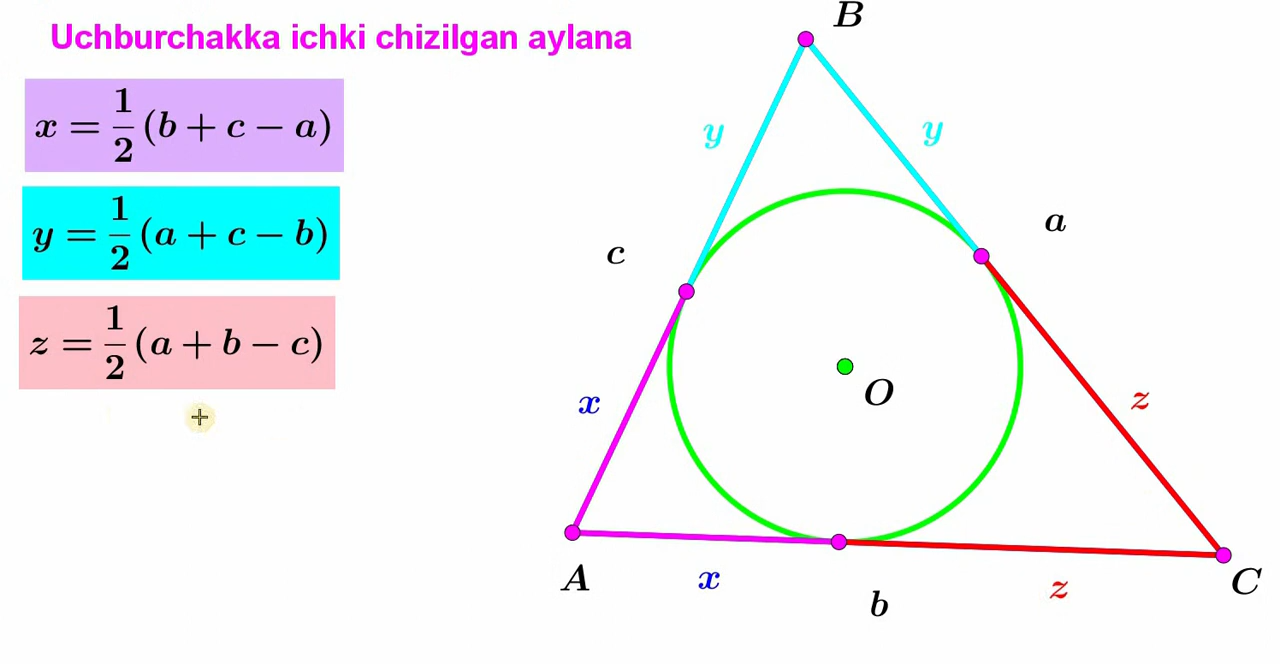 Uchburchakka ichki chizilgan aylana
x = 1/2 (b + c − a)
y = 1/2 (a + c − b)
z = 1/2 (a + b − c)
B
y
y
a
c
x
O
z
A
x
b
z
C